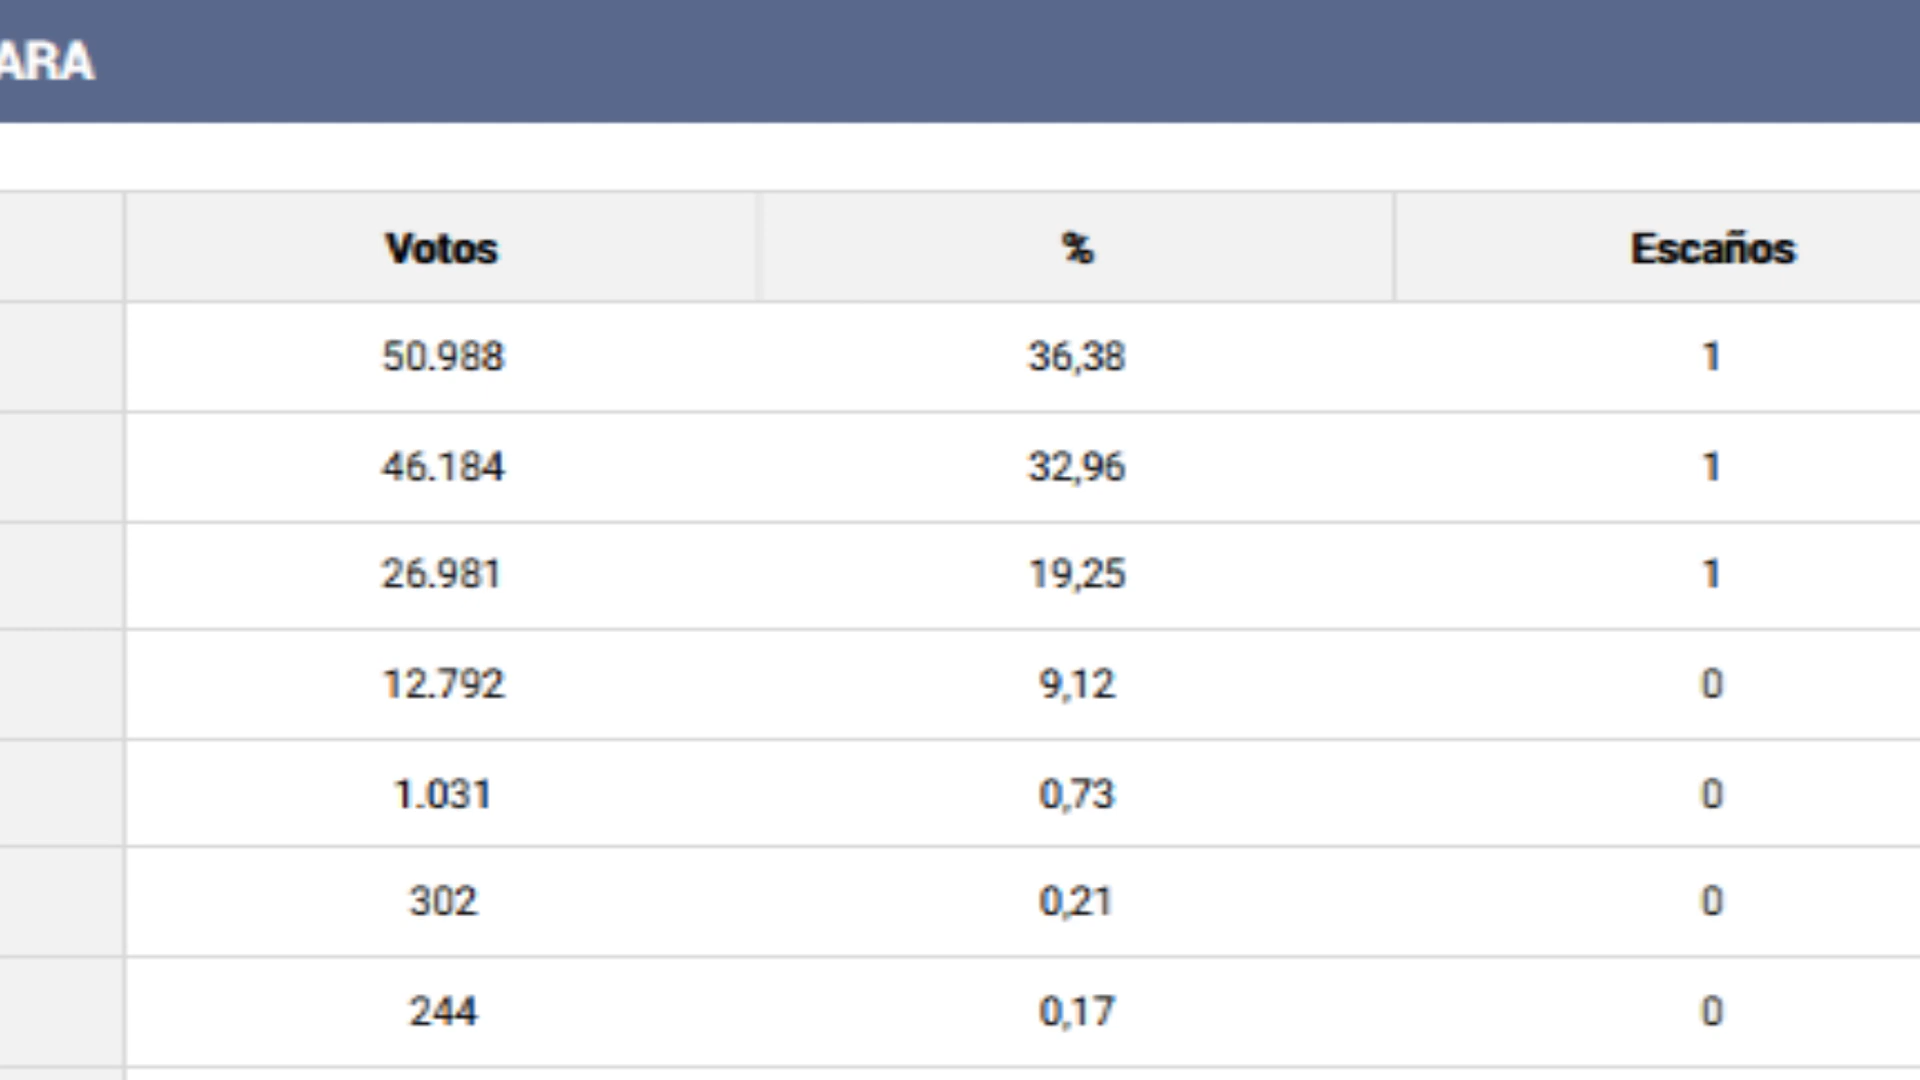 ARA
Votos % Escaños
50.988 36,38 1
46.184 32,96 1
26.981 19,25 1
12.792 9,12 0
1.031 0,73 0
302 0,21 0
244 0,17 0